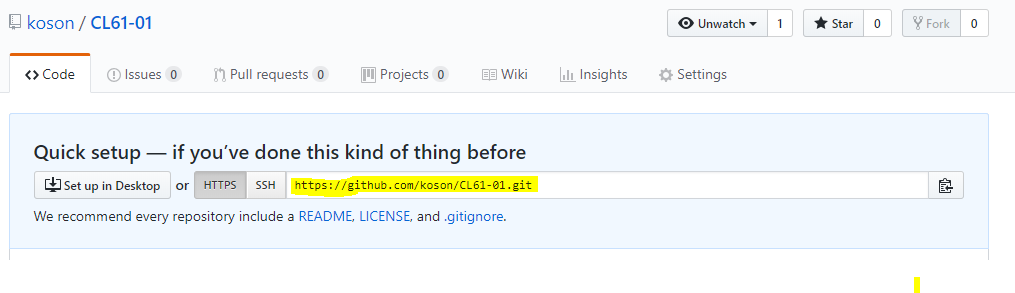 koson / CL61-01
Unwatch 1 Star 0 Fork 0
Code Issues 0 Pull requests 0 Projects 0 Wiki Insights Settings
Quick setup — if you’ve done this kind of thing before
Set up in Desktop or HTTPS SSH https://github.com/koson/CL61-01.git
We recommend every repository include a README, LICENSE, and .gitignore.